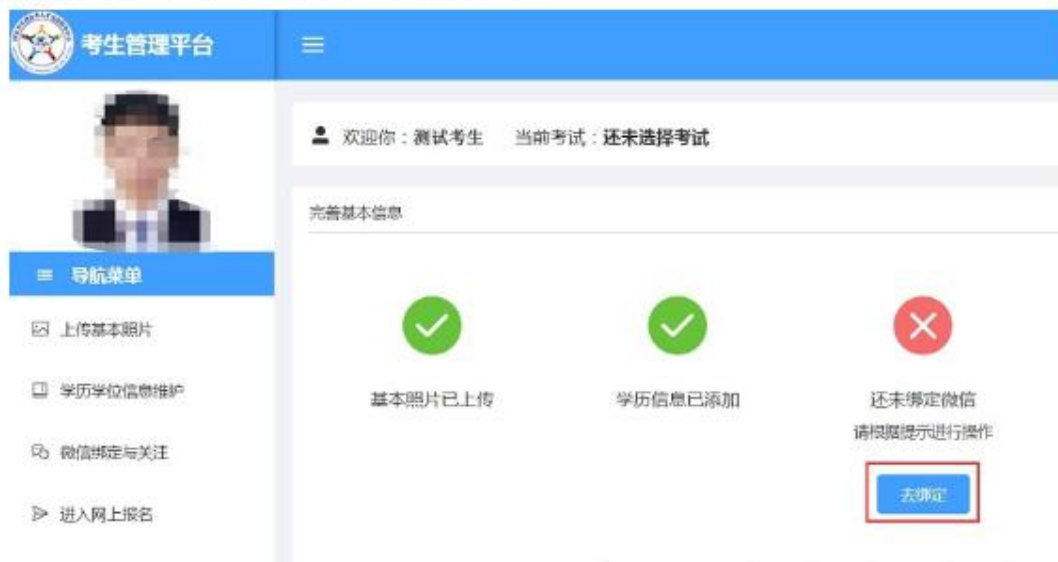 考生管理平台
欢迎你：测试考生 当前考试：还未选择考试
完善基本信息
导航菜单
上传基本照片
学历学位信息维护
微信绑定与关注
进入网上报名
基本照片已上传
学历信息已添加
还未绑定微信
请根据提示进行操作
去绑定